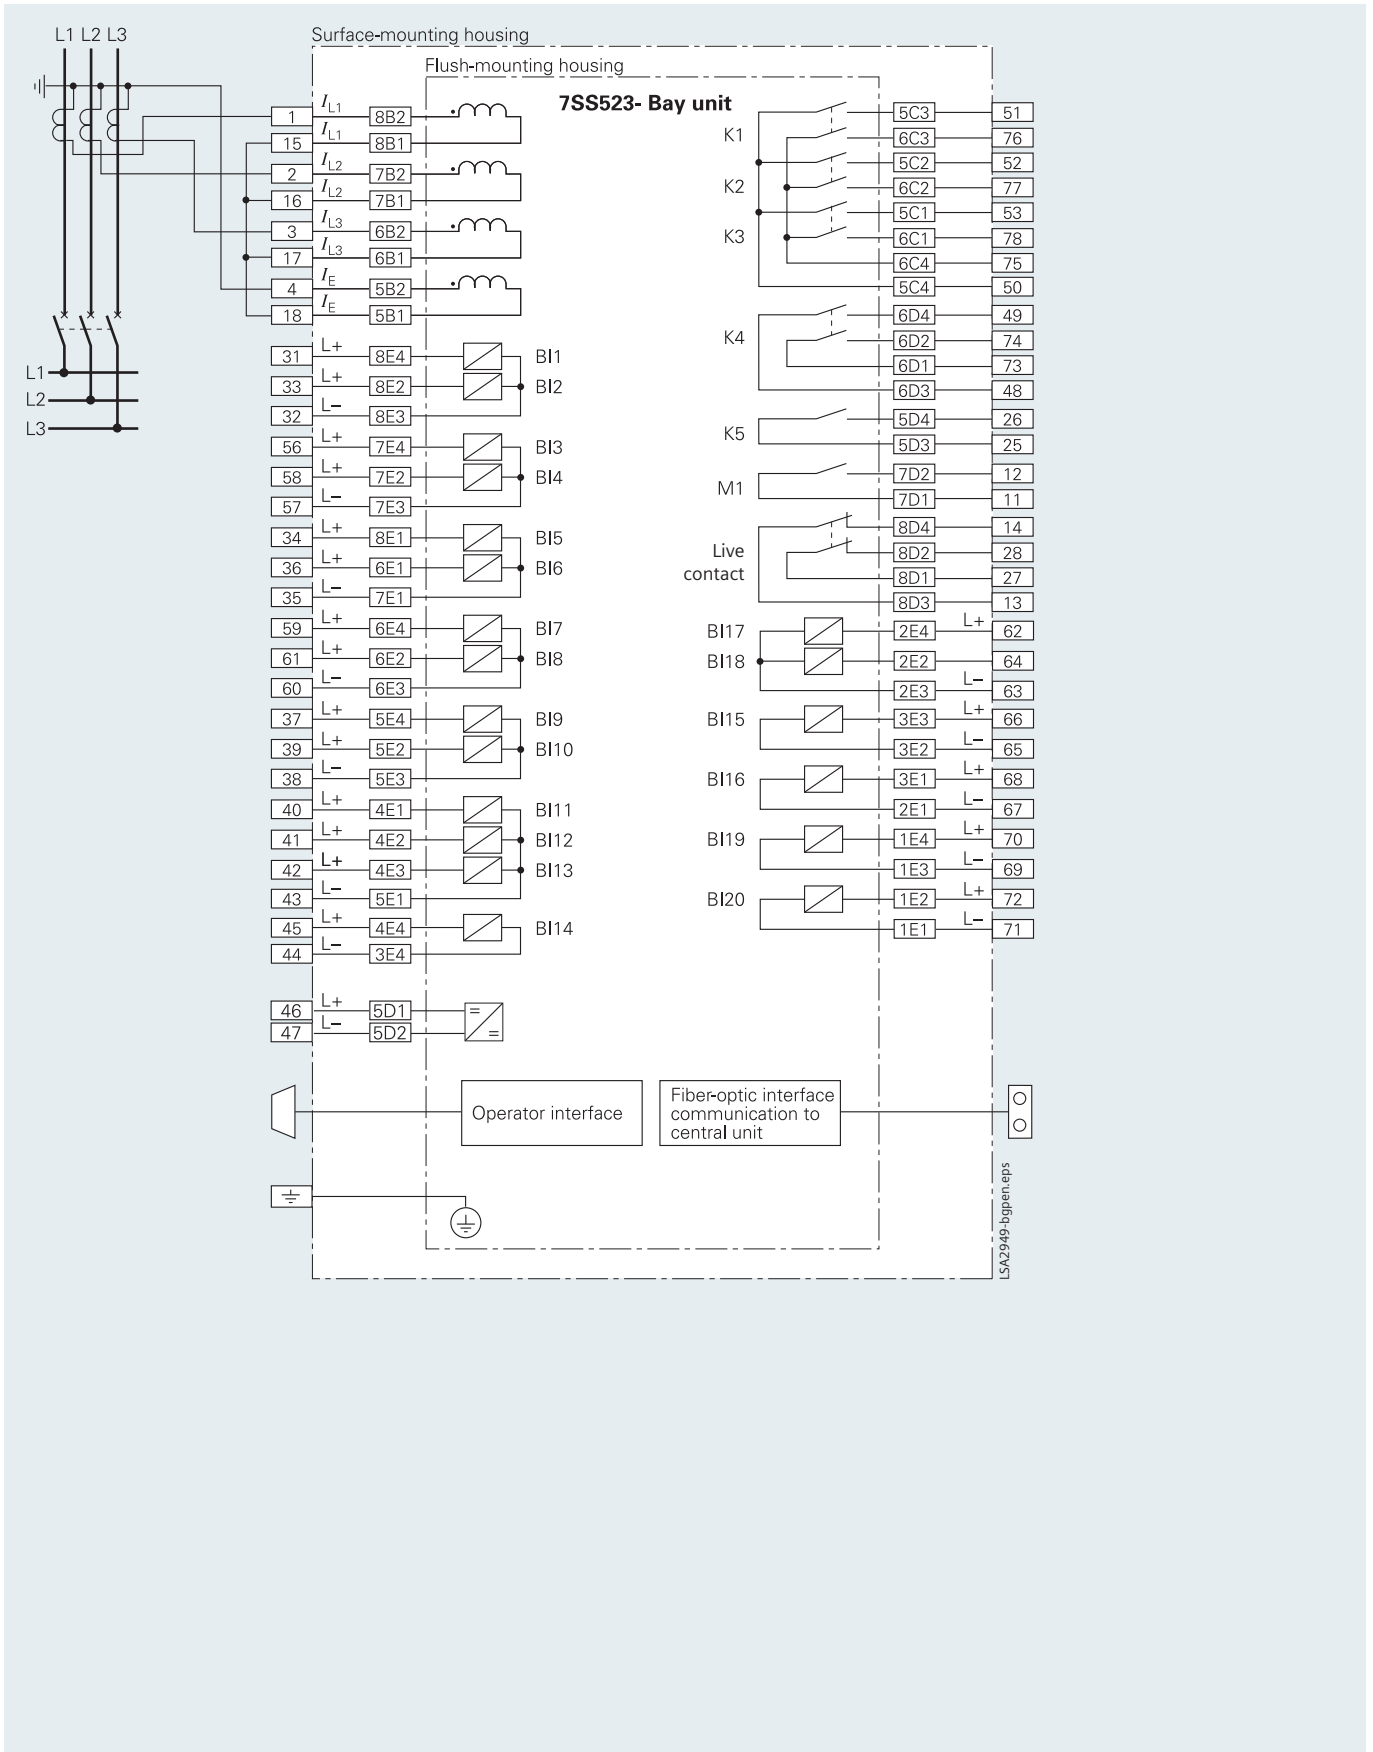 L1 L2 L3
Surface-mounting housing
Flush-mounting housing
7SS523- Bay unit
1 IL1 8B2
15 IL1 8B1
2 IL2 7B2
16 IL2 7B1
3 IL3 6B2
17 IL3 6B1
4 IE 5B2
18 IE 5B1
L1
L2
L3
31 L+ 8E4 BI1
33 L+ 8E2 BI2
32 L– 8E3
56 L+ 7E4 BI3
58 L+ 7E2 BI4
57 L– 7E3
34 L+ 8E1 BI5
36 L+ 6E1 BI6
35 L– 7E1
59 L+ 6E4 BI7
61 L+ 6E2 BI8
60 L– 6E3
37 L+ 5E4 BI9
39 L+ 5E2 BI10
38 L– 5E3
40 L+ 4E1 BI11
41 L+ 4E2 BI12
42 L+ 4E3 BI13
43 L– 5E1
45 L+ 4E4 BI14
44 L– 3E4
46 L+ 5D1
47 L– 5D2
K1
5C3 51
6C3 76
K2
5C2 52
6C2 77
K3
5C1 53
6C1 78
6C4 75
5C4 50
K4
6D4 49
6D2 74
6D1 73
6D3 48
K5
5D4 26
5D3 25
M1
7D2 12
7D1 11
Live
contact
8D4 14
8D2 28
8D1 27
8D3 13
BI17 2E4 L+ 62
BI18 2E2 64
2E3 L– 63
BI15 3E3 L+ 66
3E2 L– 65
BI16 3E1 L+ 68
2E1 L– 67
BI19 1E4 L+ 70
1E3 L– 69
BI20 1E2 L+ 72
1E1 L– 71
Operator interface
Fiber-optic interface
communication to
central unit
LSA2949-bgpen.eps